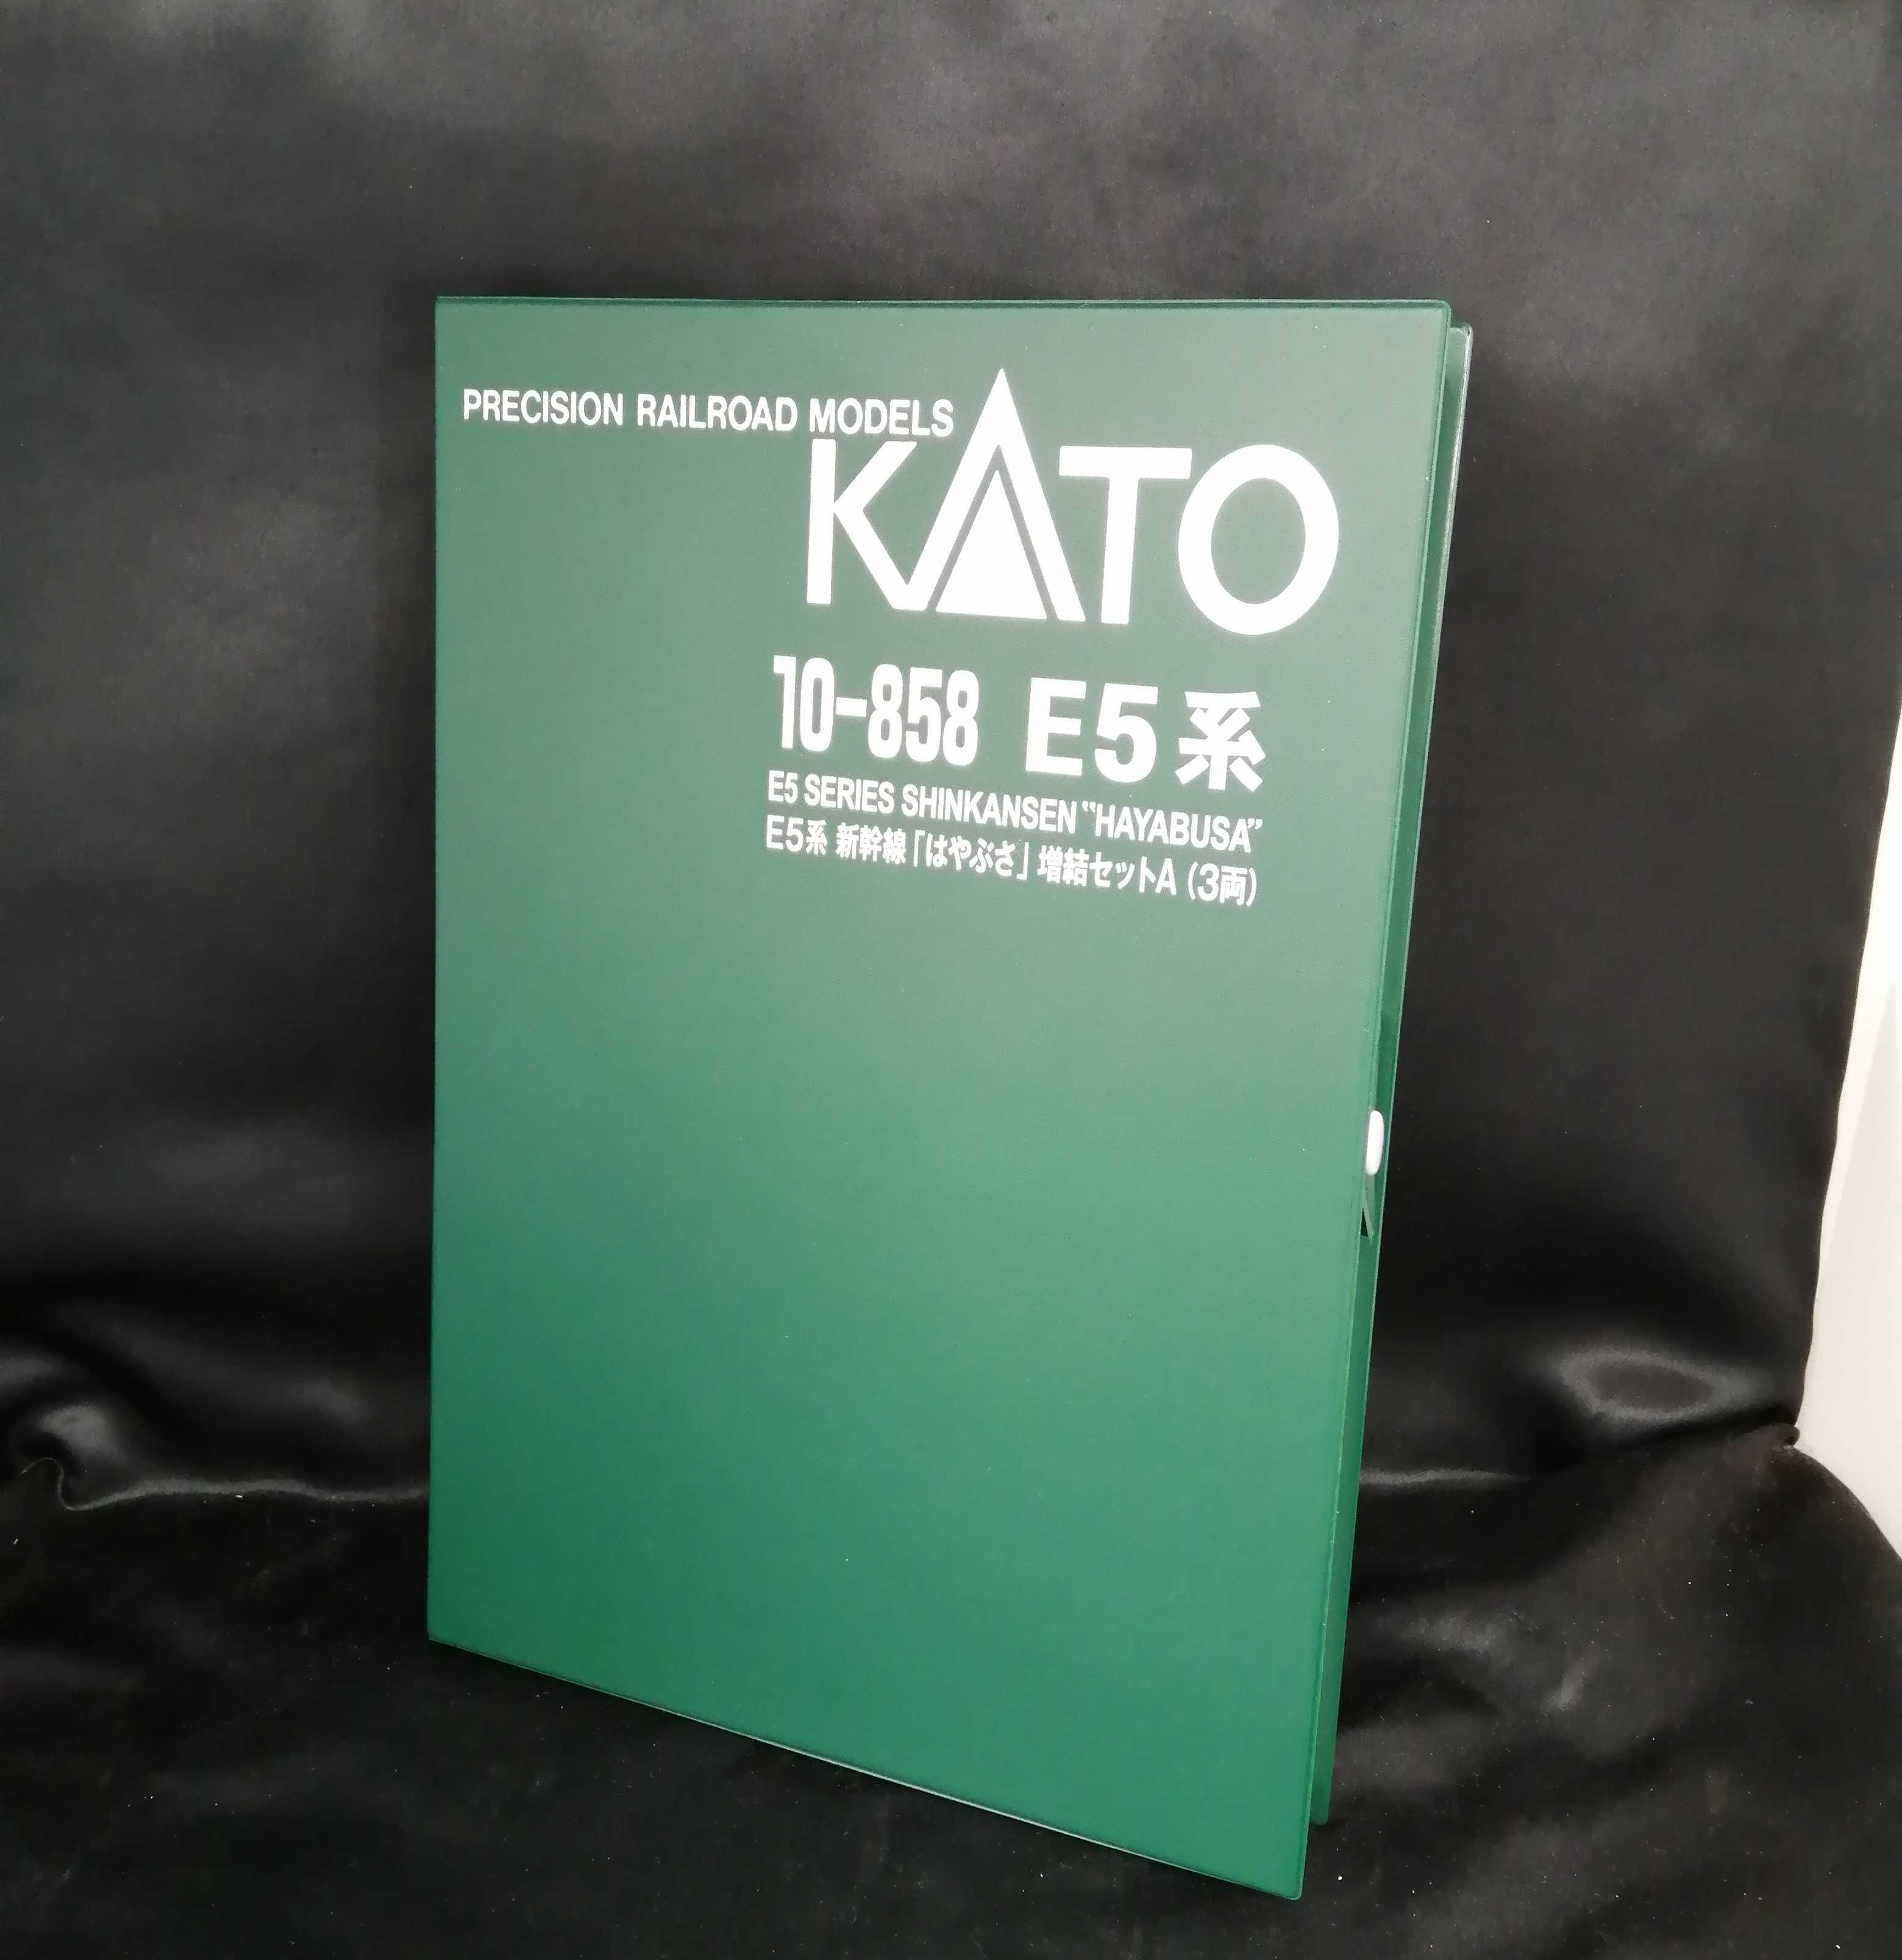 PRECISION RAILROAD MODELS
KATO
10-858 E5系
E5 SERIES SHINKANSEN "HAYABUSA"
E5系 新幹線「はやぶさ」増結セットA(3両)